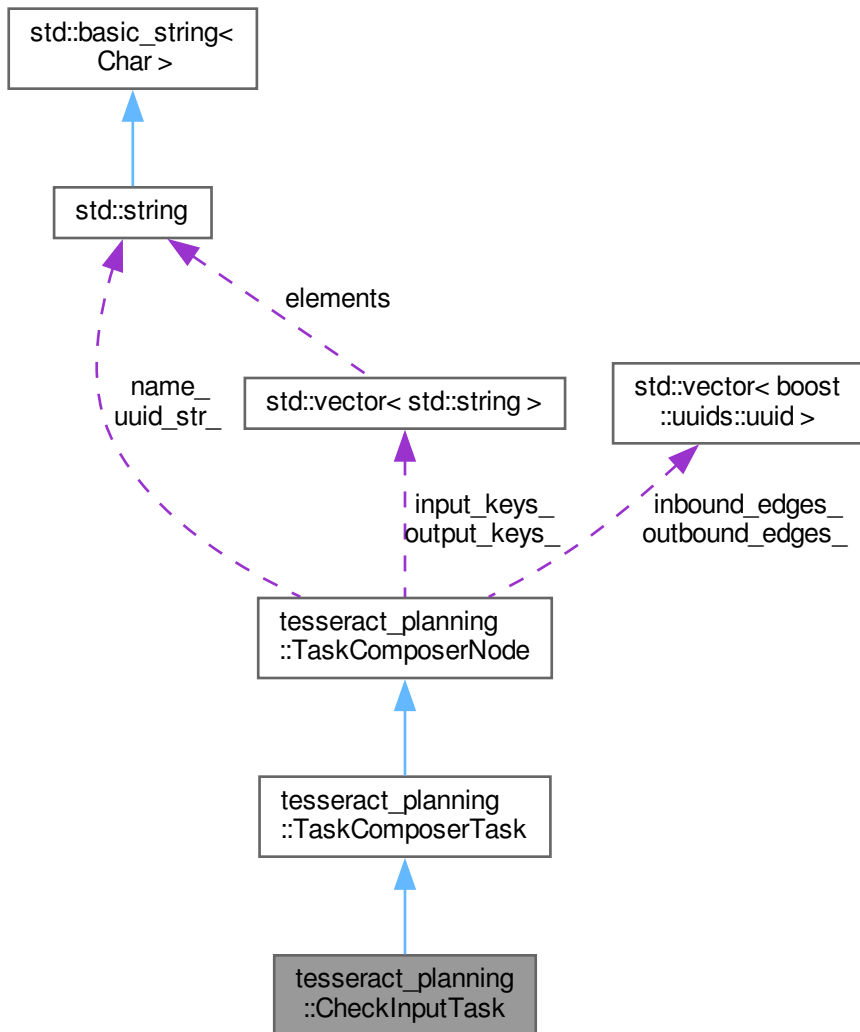 std::basic_string<
Char >
std::string
elements
name_
uuid_str_
std::vector< std::string >
std::vector< boost
::uuids::uuid >
input_keys_
output_keys_
inbound_edges_
outbound_edges_
tesseract_planning
::TaskComposerNode
tesseract_planning
::TaskComposerTask
tesseract_planning
::CheckInputTask